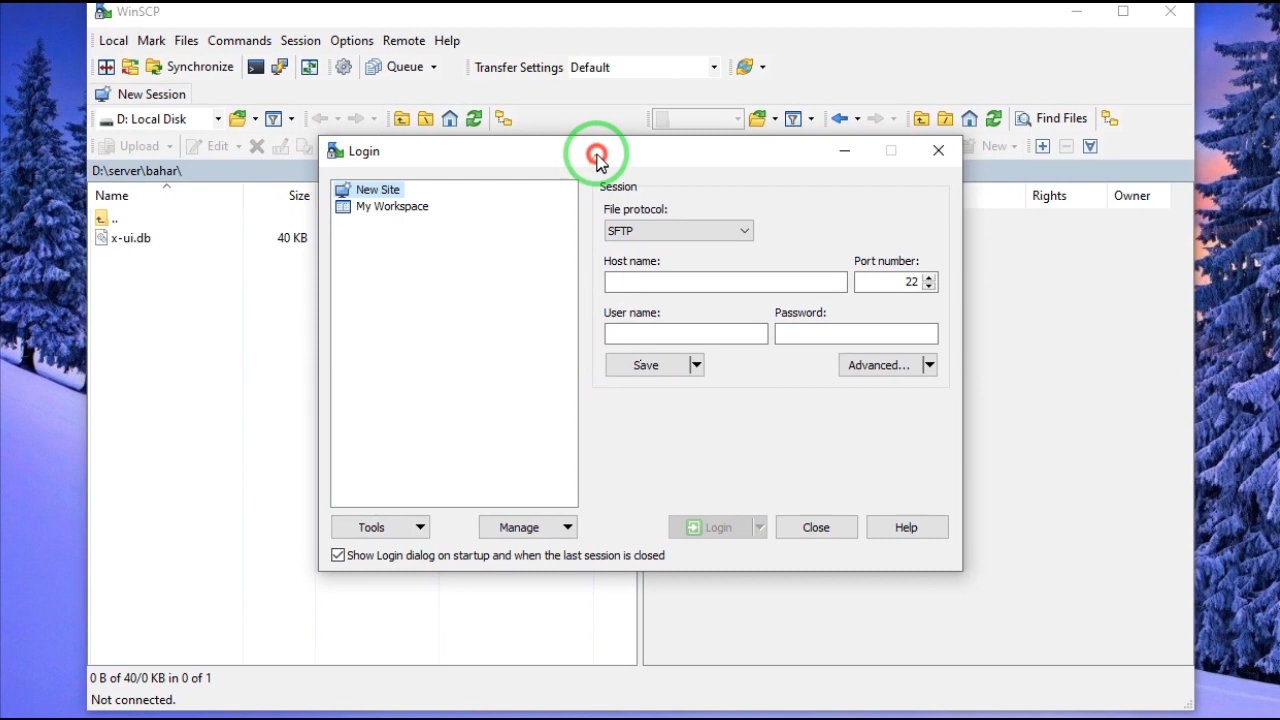 WinSCP
Local Mark Files Commands Session Options Remote Help
Synchronize Queue Transfer Settings Default
New Session
D: Local Disk Find Files
Upload Edit New
D:\server\bahar\
Name Size Rights Owner
..
x-ui.db 40 KB
Login
New Site
My Workspace
Session
File protocol:
SFTP
Host name: Port number:
22
User name: Password:
Save Advanced...
Tools Manage Login Close Help
Show Login dialog on startup and when the last session is closed
0 B of 40/0 KB in 0 of 1
Not connected.